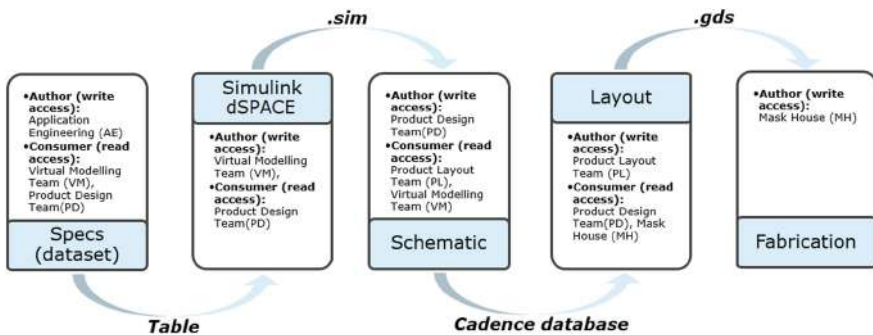 .sim
.gds
•Author (write
access):
Application
Engineering (AE)
•Consumer (read
access):
Virtual Modelling
Team (VM),
Product Design
Team(PD)
Specs
(dataset)
Simulink
dSPACE
•Author (write
access):
Virtual Modelling
Team (VM),
•Consumer (read
access):
Product Design
Team(PD)
•Author (write
access):
Product Design
Team(PD)
•Consumer (read
access):
Product Layout
Team (PL),
Virtual Modelling
Team (VM)
Schematic
Layout
•Author (write
access):
Product Layout
Team (PL)
•Consumer (read
access):
Product Design
Team(PD), Mask
House (MH)
•Author (write
access):
Mask House (MH)
Fabrication
Table
Cadence database